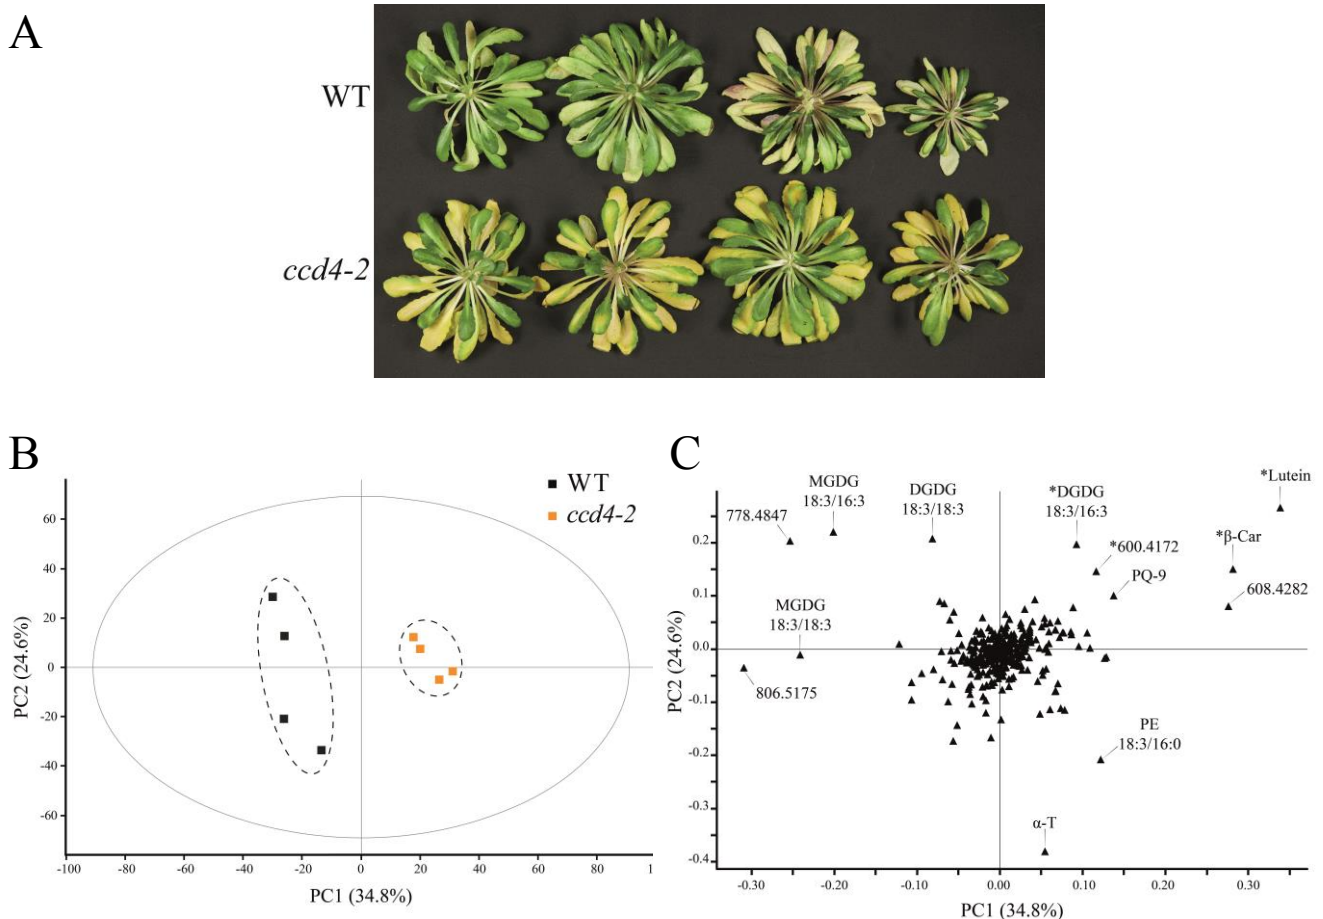 A
WT
ccd4-2
B
WT
ccd4-2
60
40
20
0
-20
-40
-60
PC2 (24.6%)
-100
-80
-60
-40
-20
0
20
40
60
80
PC1 (34.8%)
C
*Lutein
MGDG
18:3/16:3
DGDG
18:3/18:3
*DGDG
18:3/16:3
778.4847
*600.4172
*β-Car
PQ-9
608.4282
MGDG
18:3/18:3
806.5175
PE
18:3/16:0
α-T
0.2
0.1
0.0
-0.1
-0.2
-0.3
-0.4
PC2 (24.6%)
-0.30
-0.20
-0.10
0.00
0.10
0.20
0.30
PC1 (34.8%)